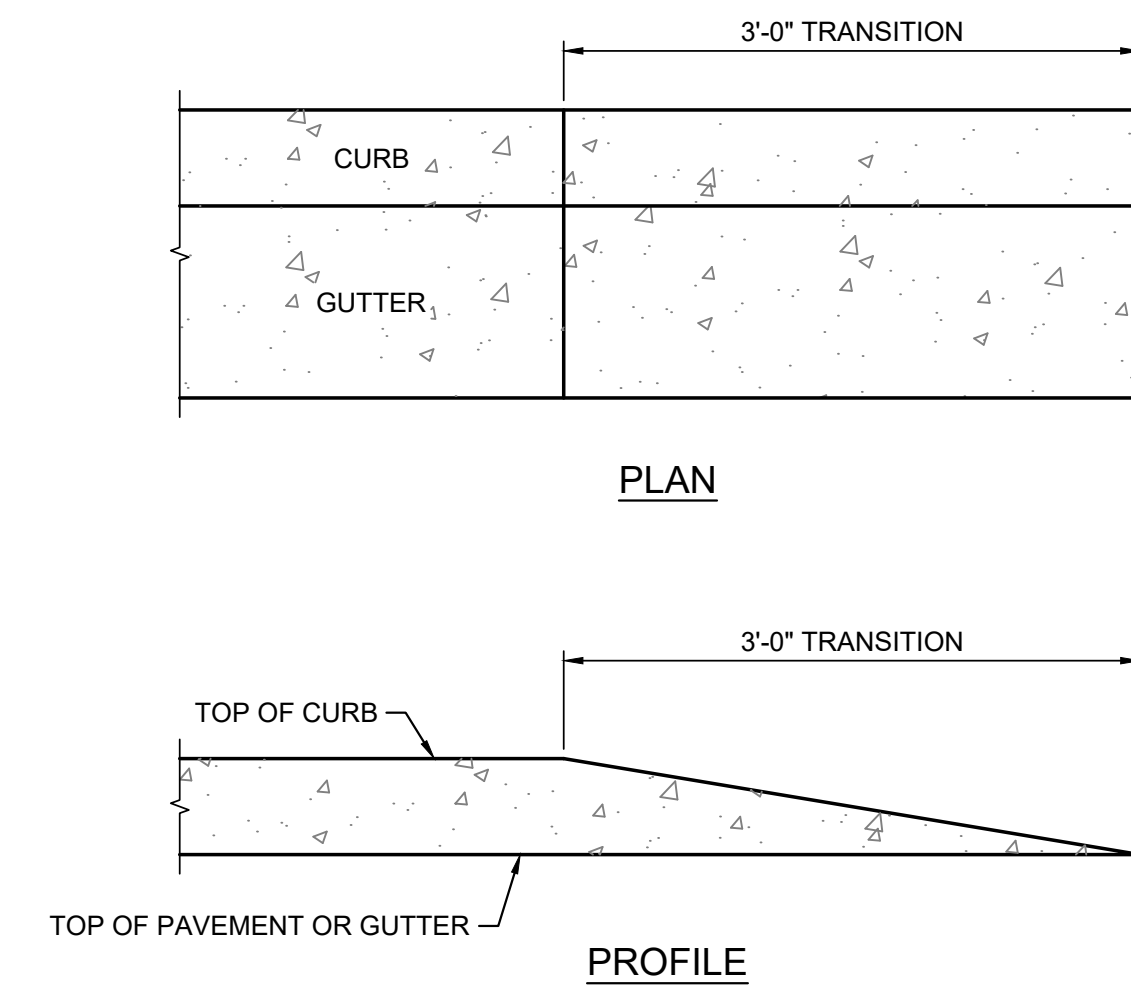 3'-0" TRANSITION
CURB
GUTTER
PLAN
3'-0" TRANSITION
TOP OF CURB
TOP OF PAVEMENT OR GUTTER
PROFILE